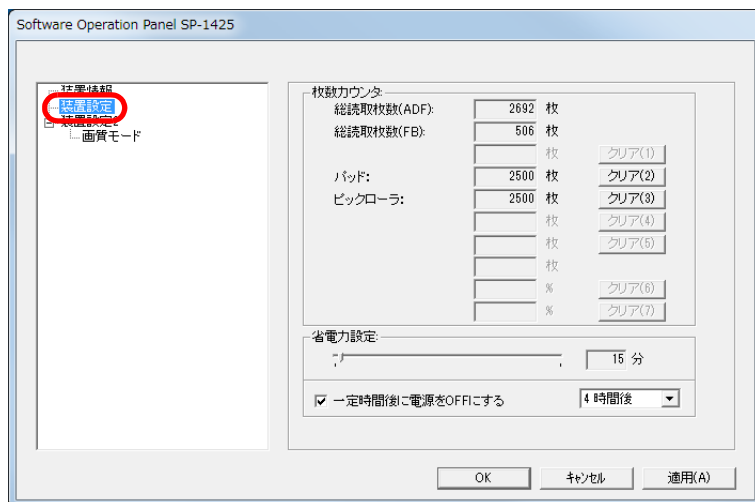 Software Operation Panel SP-1425
装置情報
装置設定
装置設定2
画質モード
枚数カウンタ:
総読取枚数(ADF): 2692 枚
総読取枚数(FB): 506 枚
枚 クリア(1)
パッド: 2500 枚 クリア(2)
ピックローラ: 2500 枚 クリア(3)
枚 クリア(4)
枚 クリア(5)
枚
% クリア(6)
% クリア(7)
省電力設定:
15 分
一定時間後に電源をOFFにする 4 時間後
OK キャンセル 適用(A)